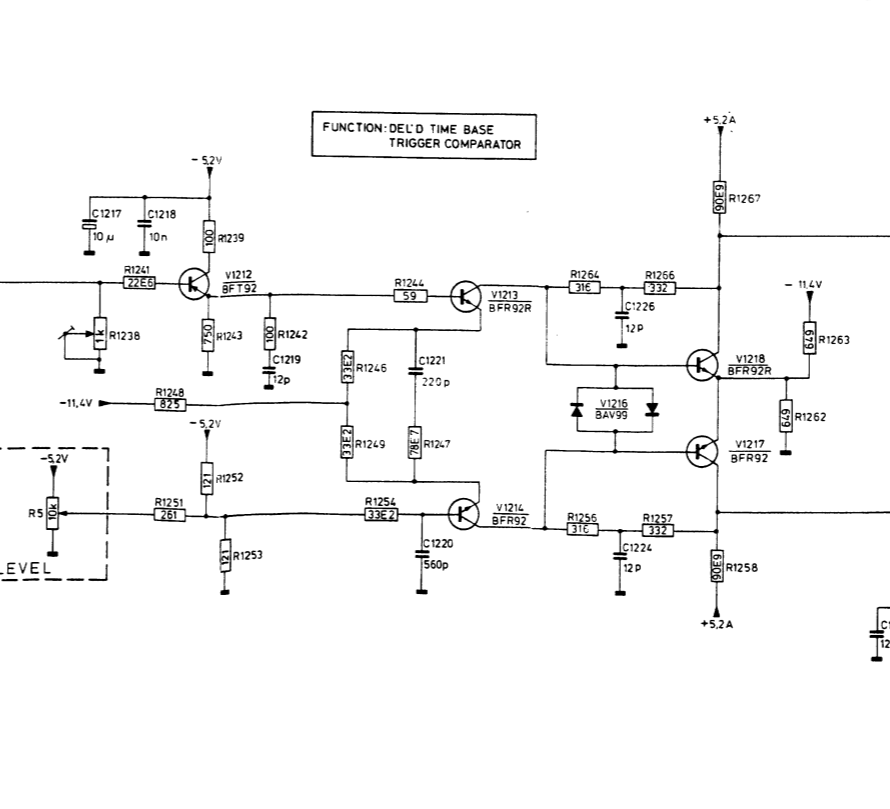 FUNCTION: DEL'D TIME BASE
TRIGGER COMPARATOR
+5,2A
R1267
90E9
-5,2V
C1217
10µ
C1218
10n
R1239
100
R1241
22E6
V1212
BFT92
R1238
1k
R1243
750
R1242
100
C1219
12p
R1244
59
V1213
BFR92R
R1264
316
R1266
332
C1226
12P
-11,4V
R1263
649
R1246
33E2
C1221
220p
V1218
BFR92R
R1262
649
-11,4V
R1248
825
V1216
BAV99
R1249
33E2
R1247
78E7
V1217
BFR92
-5,2V
R1252
121
-5,2V
R5
10k
LEVEL
R1251
261
R1253
121
R1254
33E2
C1220
560p
V1214
BFR92
R1256
316
R1257
332
C1224
12P
R1258
90E9
+5,2A